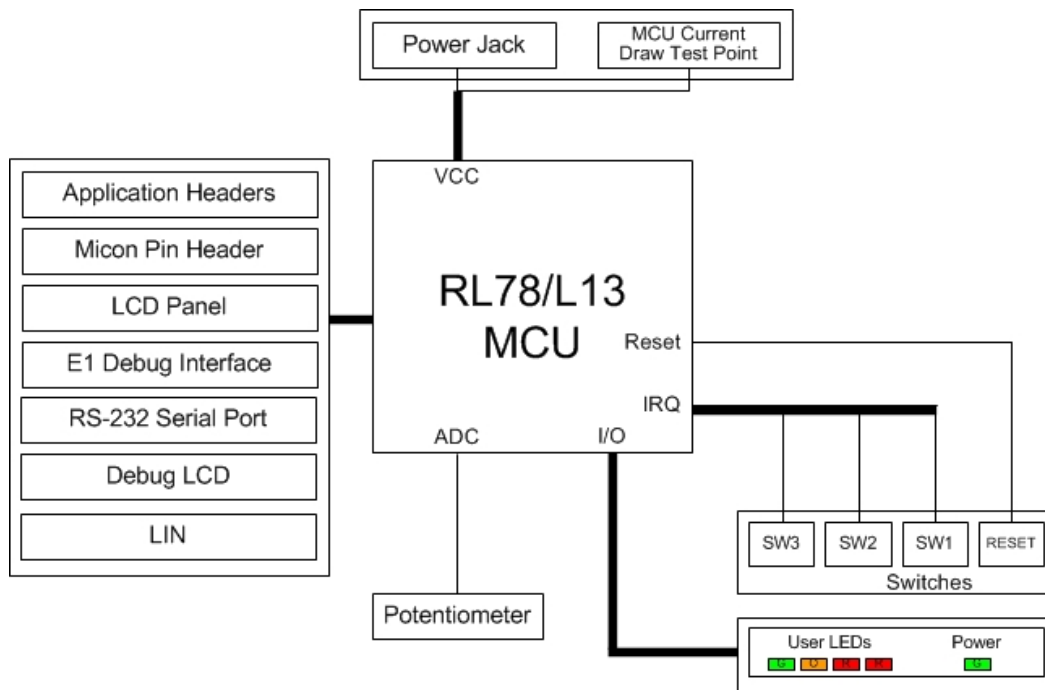 Power Jack
MCU Current
Draw Test Point
Application Headers
Micon Pin Header
LCD Panel
E1 Debug Interface
RS-232 Serial Port
Debug LCD
LIN
VCC
RL78/L13
MCU
Reset
IRQ
ADC
I/O
Potentiometer
SW3
SW2
SW1
RESET
Switches
User LEDs
Power
G
O
R
R
G